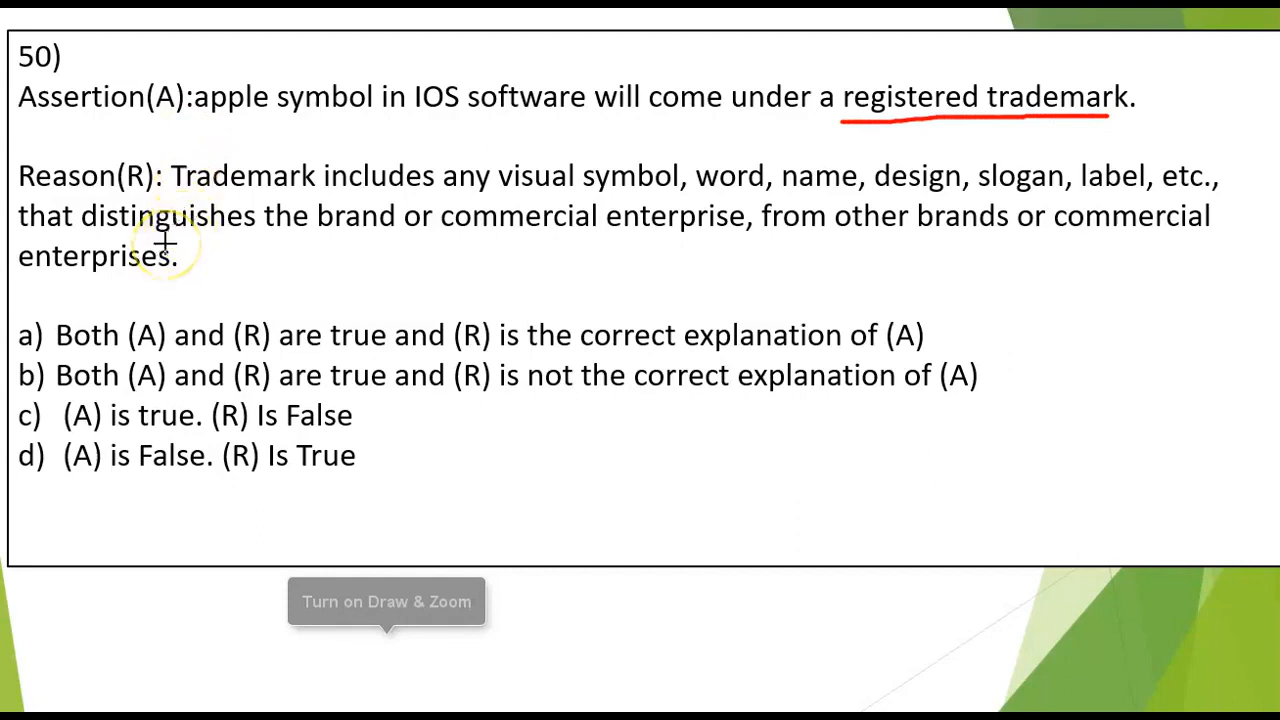 50)
Assertion(A):apple symbol in IOS software will come under a registered trademark.
Reason(R): Trademark includes any visual symbol, word, name, design, slogan, label, etc.,
that distinguishes the brand or commercial enterprise, from other brands or commercial
enterprises.
a) Both (A) and (R) are true and (R) is the correct explanation of (A)
b) Both (A) and (R) are true and (R) is not the correct explanation of (A)
c) (A) is true. (R) Is False
d) (A) is False. (R) Is True
Turn on Draw & Zoom